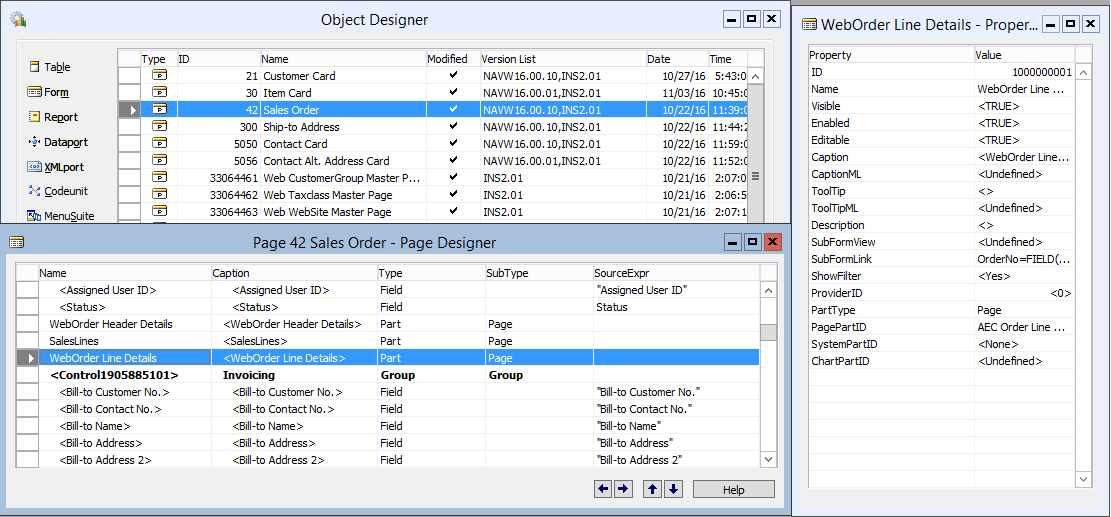 Object Designer
Type ID Name Modified Version List Date Time
Table
Form
Report
Dataport
XMLport
Codeunit
MenuSuite
21 Customer Card NAVW16.00.10,INS2.01 10/27/16 5:43:0
30 Item Card NAVW16.00.01,INS2.01 11/03/16 10:45:0
42 Sales Order NAVW16.00.10,INS2.01 10/22/16 11:39:0
300 Ship-to Address NAVW16.00.10,INS2.01 10/22/16 11:44:2
5050 Contact Card NAVW16.00.01,INS2.01 10/22/16 11:59:0
5056 Contact Alt. Address Card NAVW16.00.01,INS2.01 10/22/16 11:52:0
33064461 Web CustomerGroup Master P... INS2.01 10/21/16 2:07:0
33064462 Web Taxclass Master Page INS2.01 10/21/16 2:06:5
33064463 Web WebSite Master Page INS2.01 10/21/16 2:07:1
Page 42 Sales Order - Page Designer
Name Caption Type SubType SourceExpr
<Assigned User ID> <Assigned User ID> Field "Assigned User ID"
<Status> <Status> Field Status
WebOrder Header Details <WebOrder Header Details> Part Page
SalesLines <SalesLines> Part Page
WebOrder Line Details <WebOrder Line Details> Part Page
<Control1905885101> Invoicing Group Group
<Bill-to Customer No.> <Bill-to Customer No.> Field "Bill-to Customer No."
<Bill-to Contact No.> <Bill-to Contact No.> Field "Bill-to Contact No."
<Bill-to Name> <Bill-to Name> Field "Bill-to Name"
<Bill-to Address> <Bill-to Address> Field "Bill-to Address"
<Bill-to Address 2> <Bill-to Address 2> Field "Bill-to Address 2"
Help
WebOrder Line Details - Proper...
Property Value
ID 1000000001
Name WebOrder Line ...
Visible <TRUE>
Enabled <TRUE>
Editable <TRUE>
Caption <WebOrder Line...
CaptionML <Undefined>
ToolTip <>
ToolTipML <Undefined>
Description <>
SubFormView <Undefined>
SubFormLink OrderNo=FIELD(...
ShowFilter <Yes>
ProviderID <0>
PartType Page
PagePartID AEC Order Line ...
SystemPartID <None>
ChartPartID <Undefined>